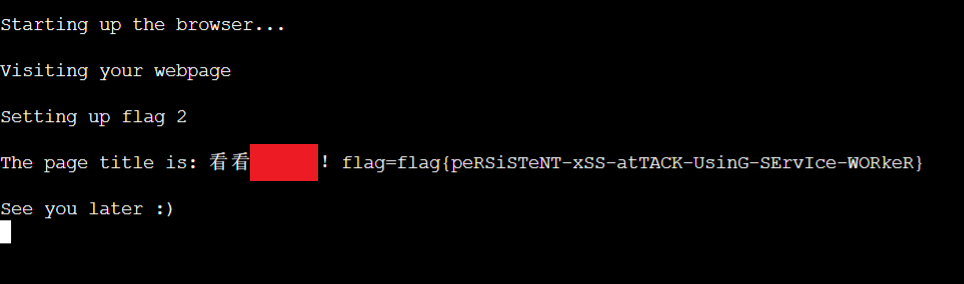 Starting up the browser...
Visiting your webpage
Setting up flag 2
The page title is: 看看! flag=flag{peRSiSTeNT-xSS-atTACK-UsinG-SErvIce-WORkeR}
See you later :)